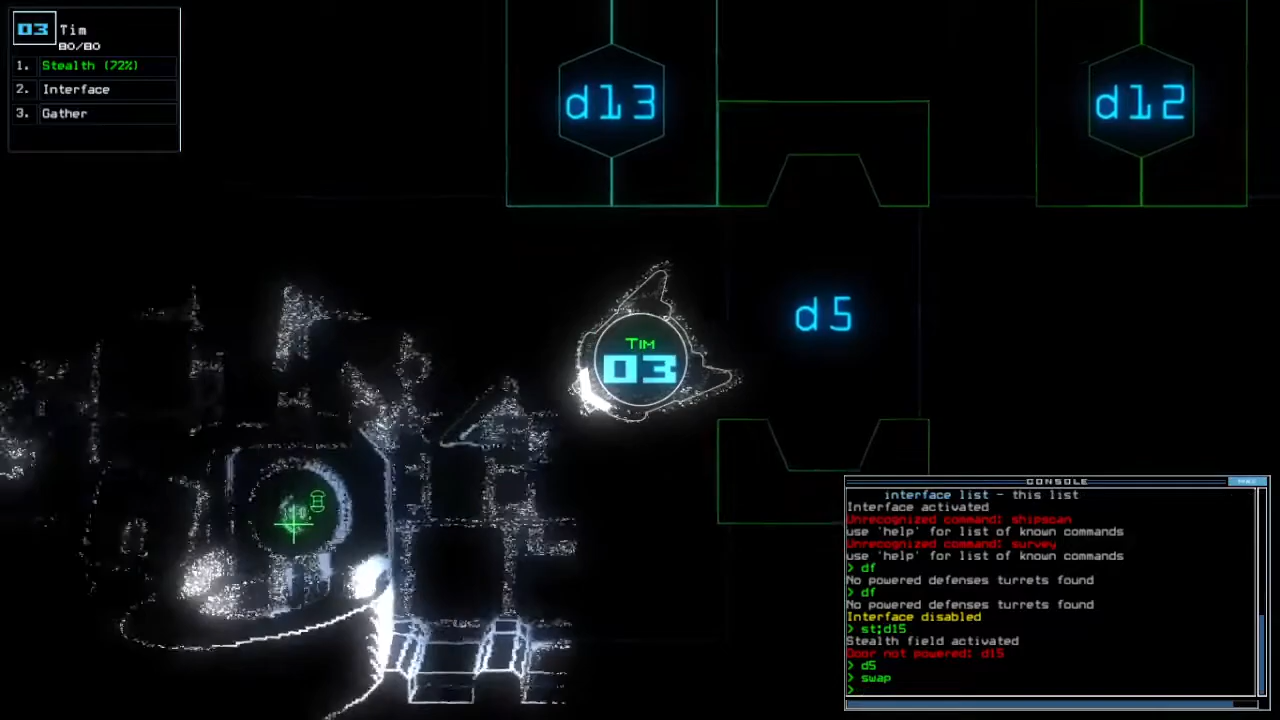 03 Tim
80/80
1. Stealth (72%)
2. Interface
3. Gather
d13
d12
d5
Tim
03
CONSOLE
interface list - this list
Interface activated
Unrecognized command: shipscan
use 'help' for list of known commands
Unrecognized command: survey
use 'help' for list of known commands
> df
No powered defenses turrets found
> df
No powered defenses turrets found
Interface disabled
> st;d15
Stealth field activated
Door not powered: d15
> d5
> swap
>